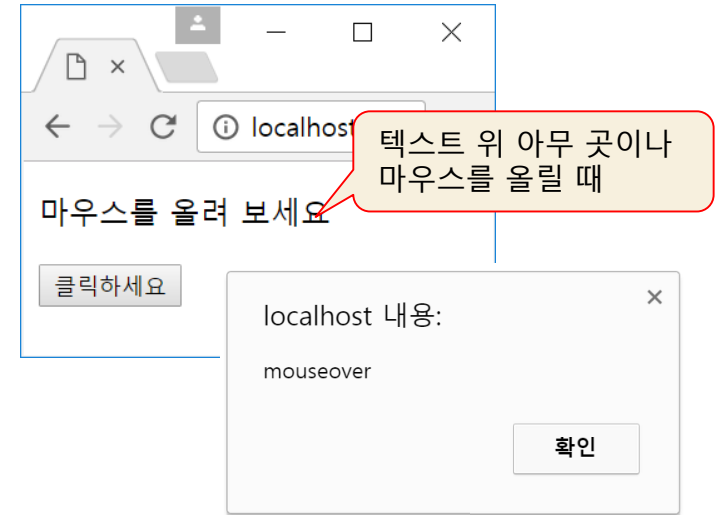 localhost
텍스트 위 아무 곳이나
마우스를 올릴 때
마우스를 올려 보세요
클릭하세요
localhost 내용:
mouseover
확인